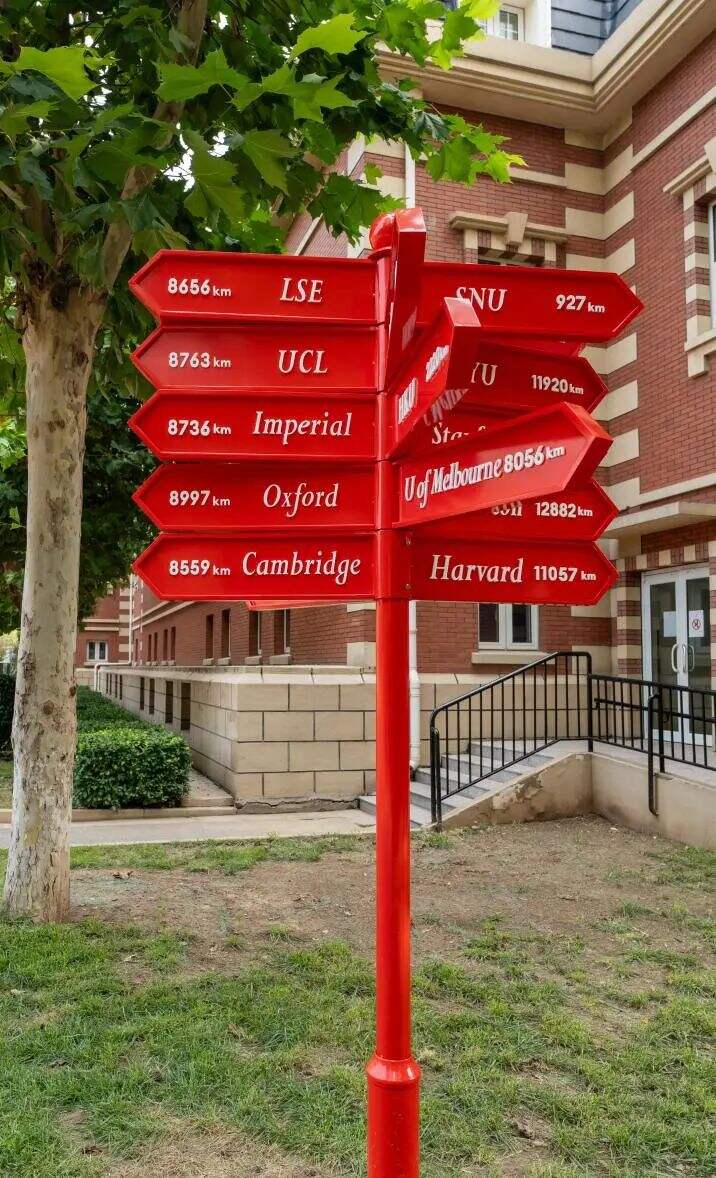 8656 km LSE
8763 km UCL
8736 km Imperial
8997 km Oxford
8559 km Cambridge
SNU 927 km
11920 km
U of Melbourne 8056 km
12882 km
Harvard 11057 km